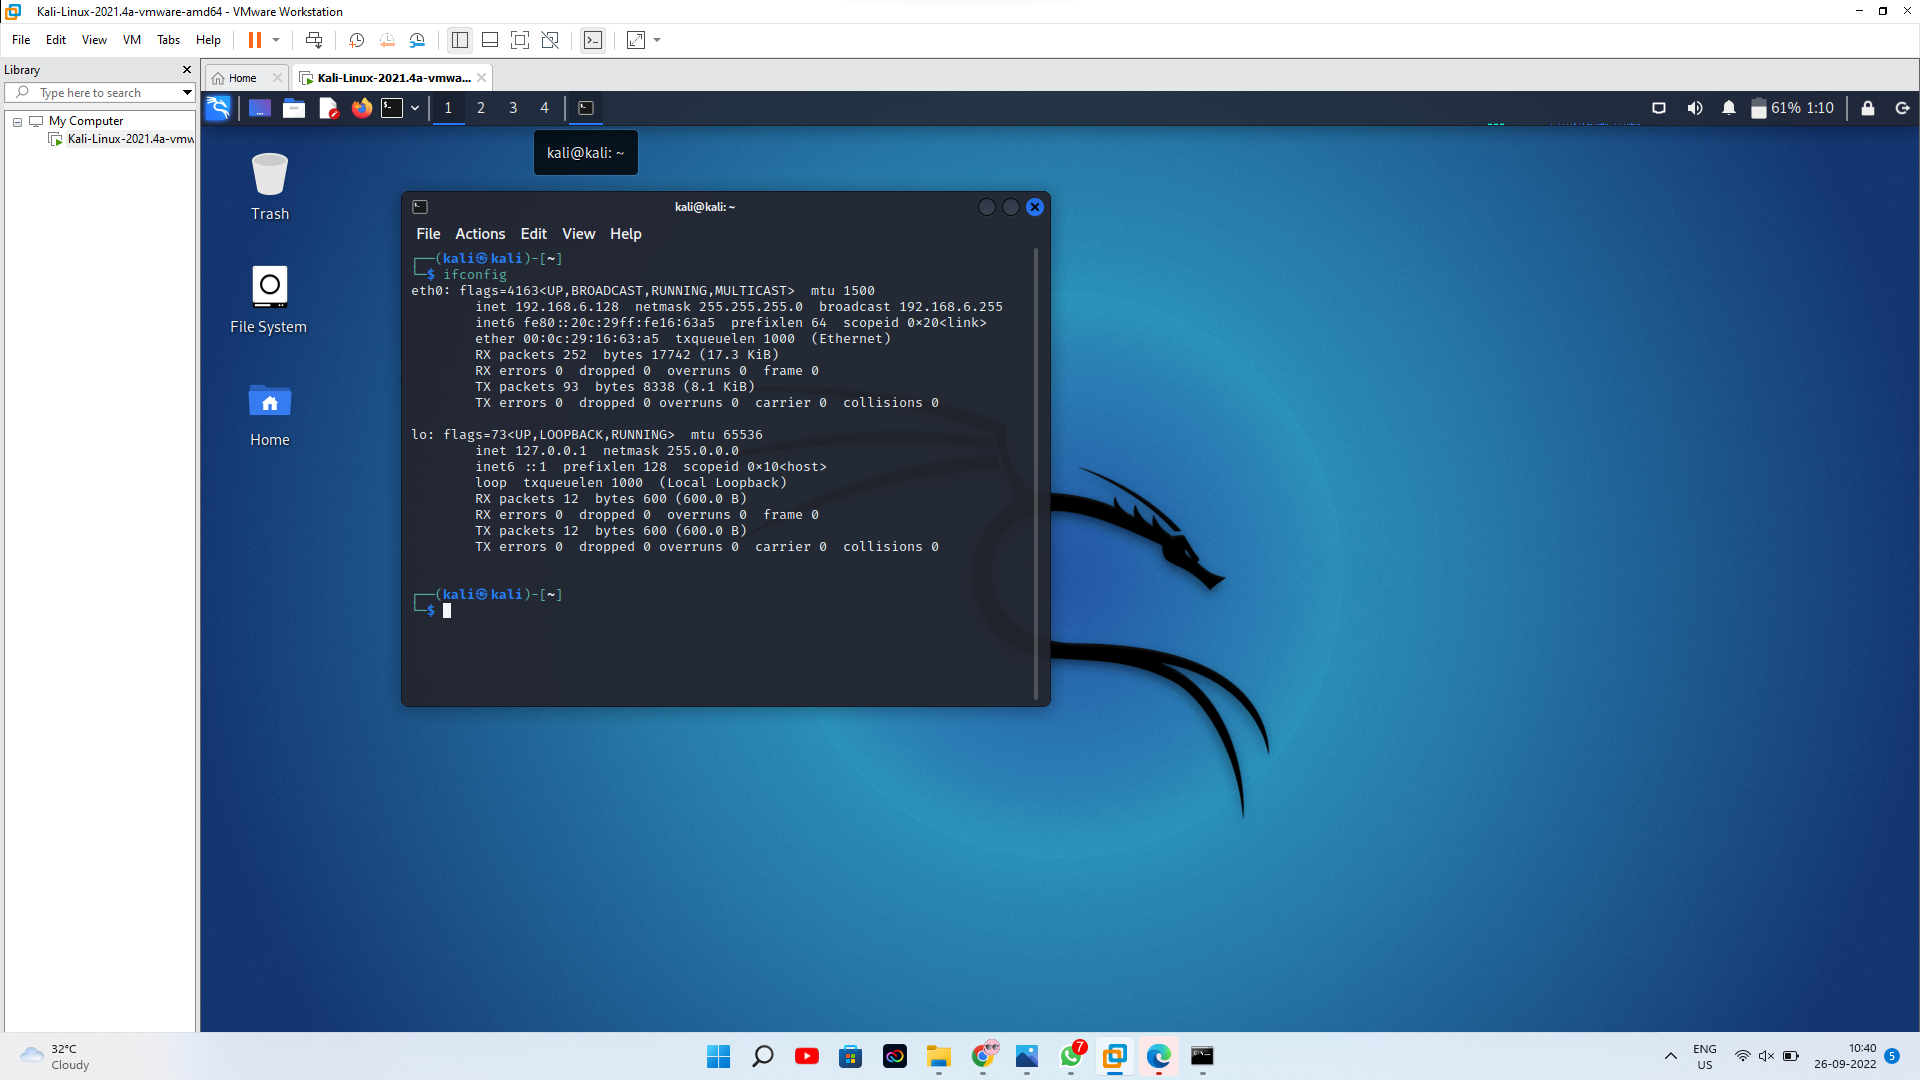 Kali-Linux-2021.4a-vmware-amd64 - VMware Workstation
File Edit View VM Tabs Help
Library
Type here to search
My Computer
Kali-Linux-2021.4a-vmw
Home
Kali-Linux-2021.4a-vmwa...
1 2 3 4
61% 1:10
kali@kali: ~
Trash
File System
Home
kali@kali: ~
File Actions Edit View Help
┌──(kali㉿kali)-[~]
└─$ ifconfig
eth0: flags=4163<UP,BROADCAST,RUNNING,MULTICAST>  mtu 1500
        inet 192.168.6.128  netmask 255.255.255.0  broadcast 192.168.6.255
        inet6 fe80::20c:29ff:fe16:63a5  prefixlen 64  scopeid 0×20<link>
        ether 00:0c:29:16:63:a5  txqueuelen 1000  (Ethernet)
        RX packets 252  bytes 17742 (17.3 KiB)
        RX errors 0  dropped 0  overruns 0  frame 0
        TX packets 93  bytes 8338 (8.1 KiB)
        TX errors 0  dropped 0 overruns 0  carrier 0  collisions 0
lo: flags=73<UP,LOOPBACK,RUNNING>  mtu 65536
        inet 127.0.0.1  netmask 255.0.0.0
        inet6 ::1  prefixlen 128  scopeid 0×10<host>
        loop  txqueuelen 1000  (Local Loopback)
        RX packets 12  bytes 600 (600.0 B)
        RX errors 0  dropped 0  overruns 0  frame 0
        TX packets 12  bytes 600 (600.0 B)
        TX errors 0  dropped 0 overruns 0  carrier 0  collisions 0
┌──(kali㉿kali)-[~]
└─$
32°C
Cloudy
7
ENG
US
10:40
26-09-2022
5